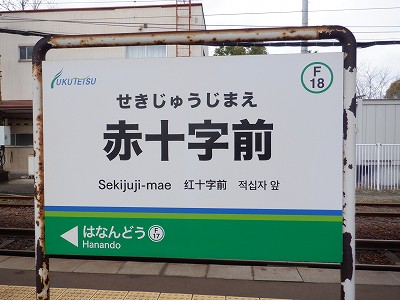 FUKUTETSU
F
18
せきじゅうじまえ
赤十字前
Sekijuji-mae 红十字前 적십자 앞
はなんどう F
Hanando 17